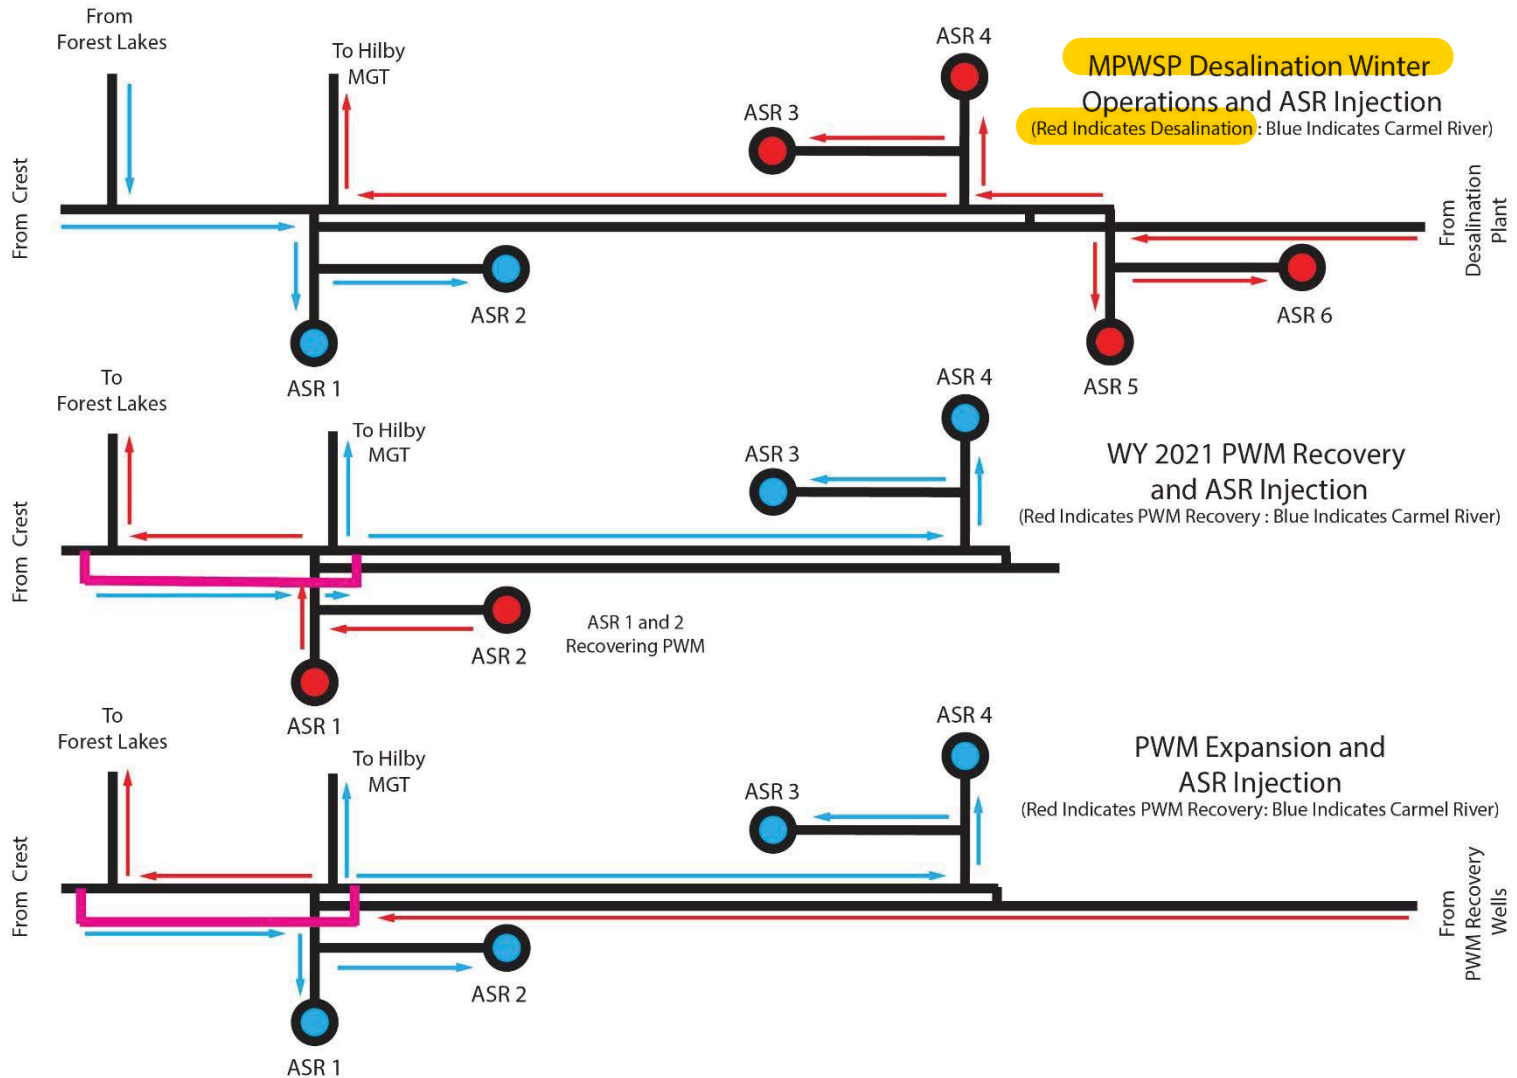 From
Forest Lakes
To Hilby
MGT
ASR 4
ASR 3
MPWSP Desalination Winter
Operations and ASR Injection
(Red Indicates Desalination : Blue Indicates Carmel River)
From Crest
From
Desalination
Plant
ASR 2
ASR 1
ASR 6
ASR 5
To
Forest Lakes
To Hilby
MGT
ASR 4
ASR 3
WY 2021 PWM Recovery
and ASR Injection
(Red Indicates PWM Recovery : Blue Indicates Carmel River)
From Crest
ASR 1 and 2
Recovering PWM
ASR 2
ASR 1
To
Forest Lakes
To Hilby
MGT
ASR 4
ASR 3
PWM Expansion and
ASR Injection
(Red Indicates PWM Recovery: Blue Indicates Carmel River)
From Crest
From
PWM Recovery
Wells
ASR 2
ASR 1